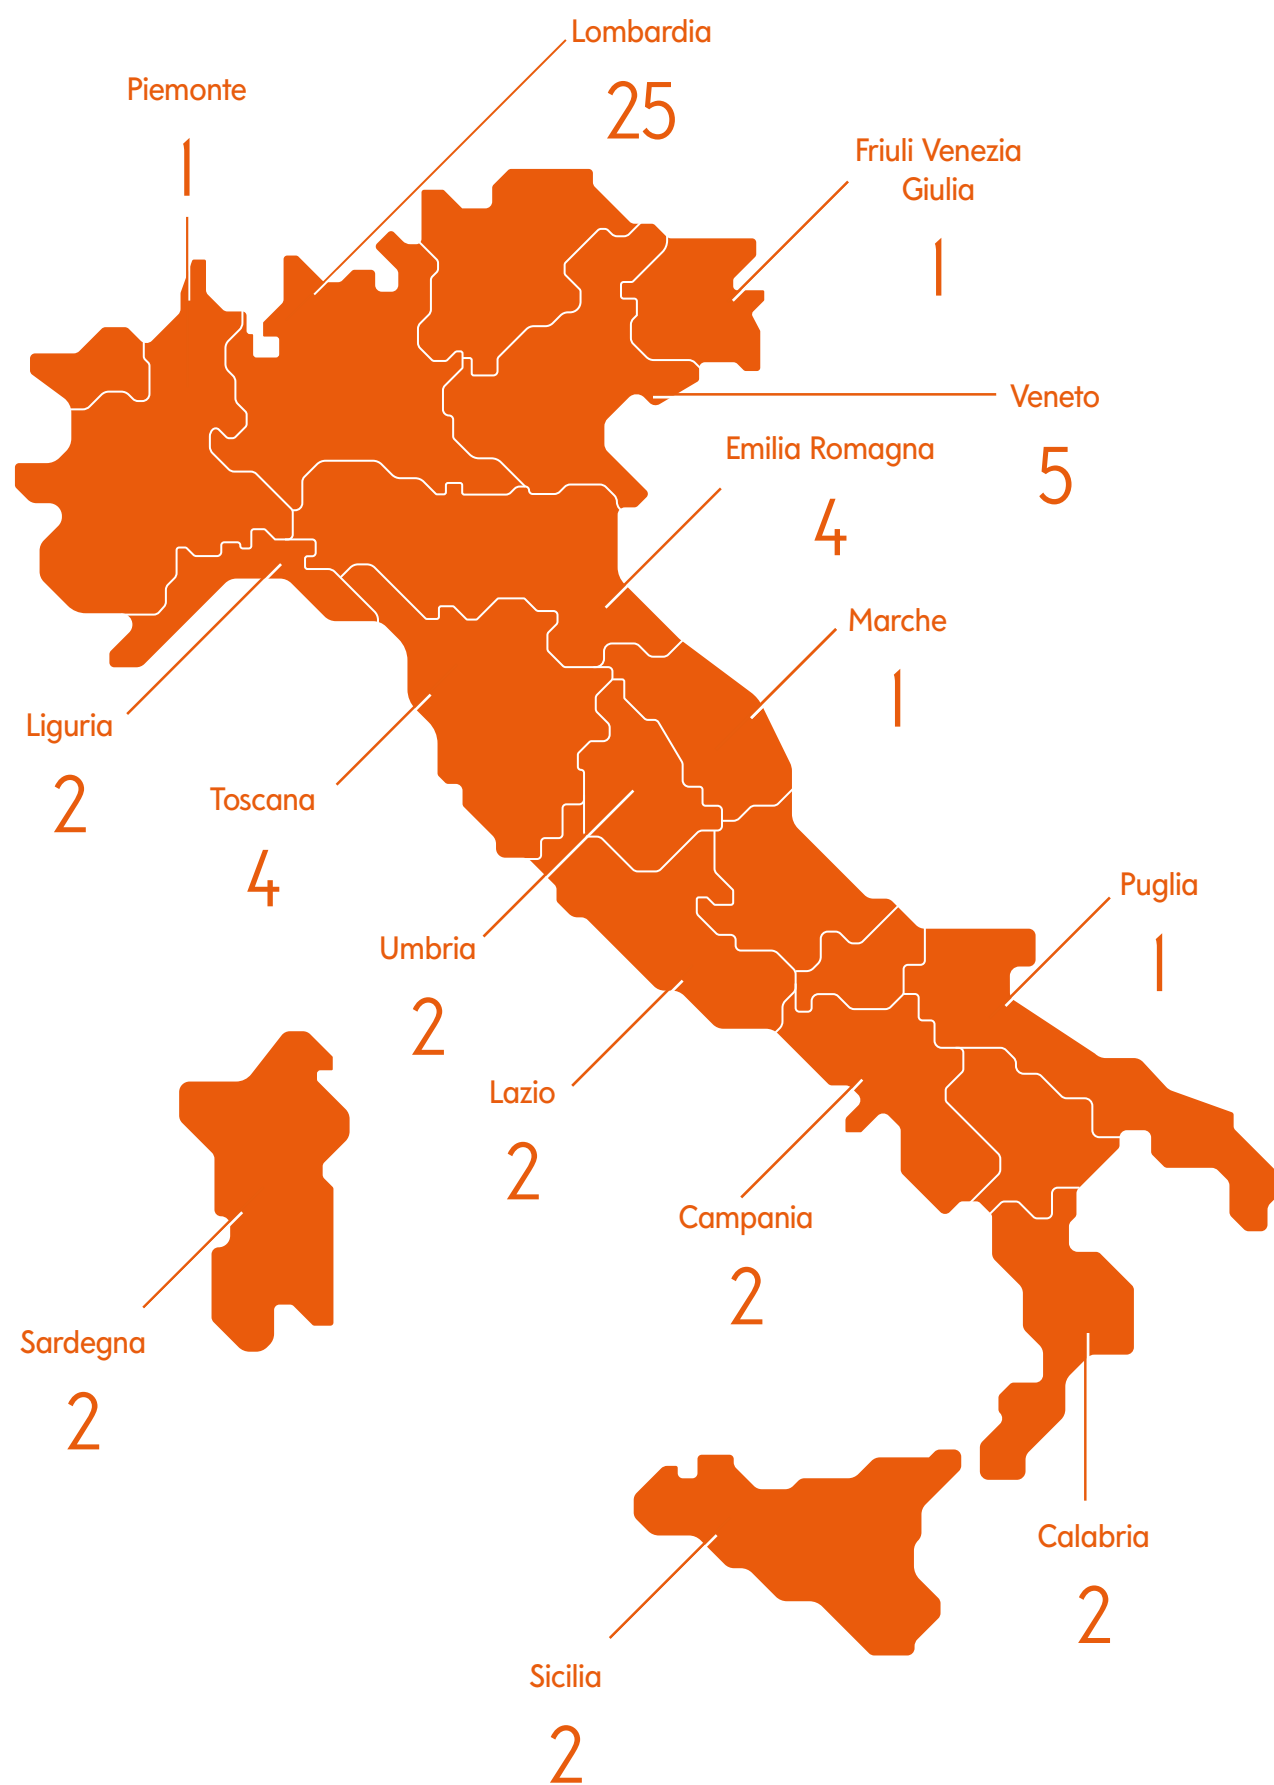 Lombardia
25
Piemonte
1
Friuli Venezia
Giulia
1
Veneto
5
Emilia Romagna
4
Marche
1
Liguria
2
Toscana
4
Puglia
1
Umbria
2
Lazio
2
Campania
2
Sardegna
2
Calabria
2
Sicilia
2